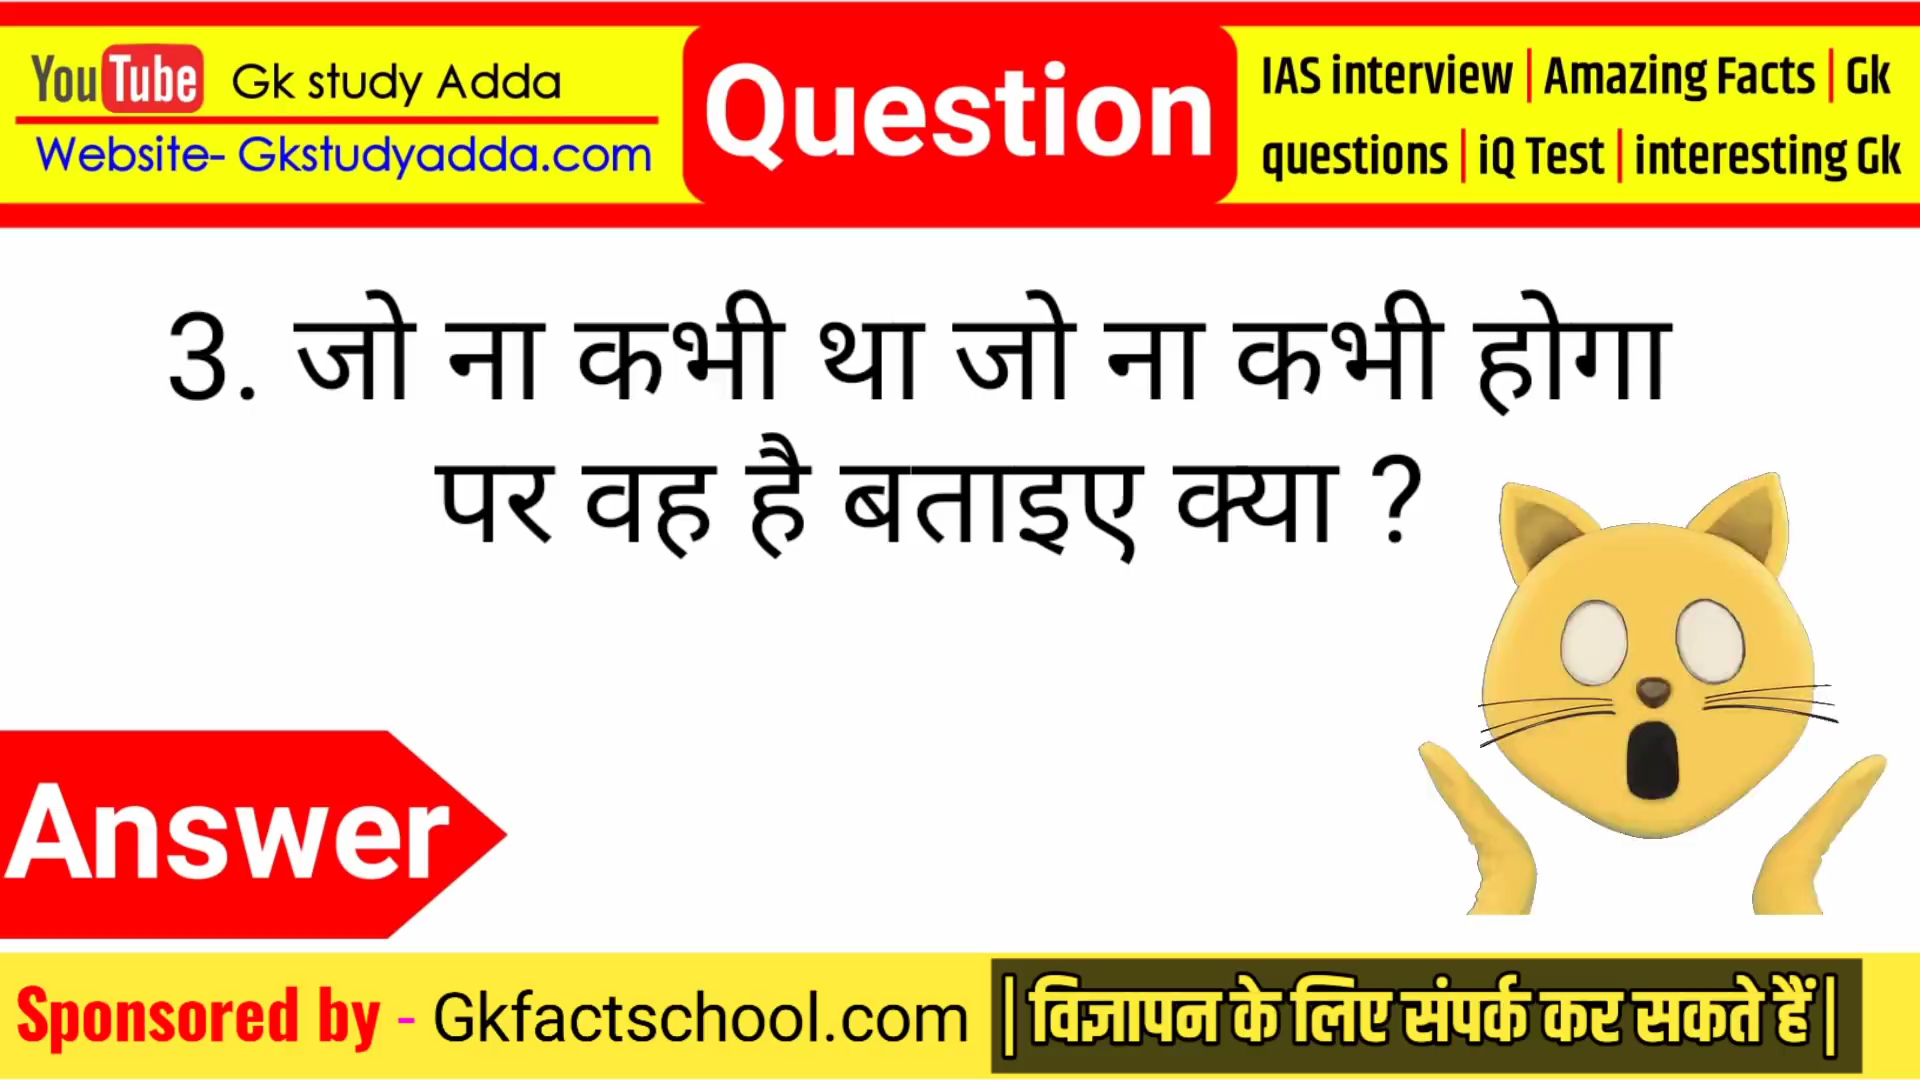 YouTube Gk study Adda
Website- Gkstudyadda.com
Question
IAS interview | Amazing Facts | Gk
questions | iQ Test | interesting Gk
3. जो ना कभी था जो ना कभी होगा
पर वह है बताइए क्या ?
Answer
Sponsored by - Gkfactschool.com
| विज्ञापन के लिए संपर्क कर सकते हैं |